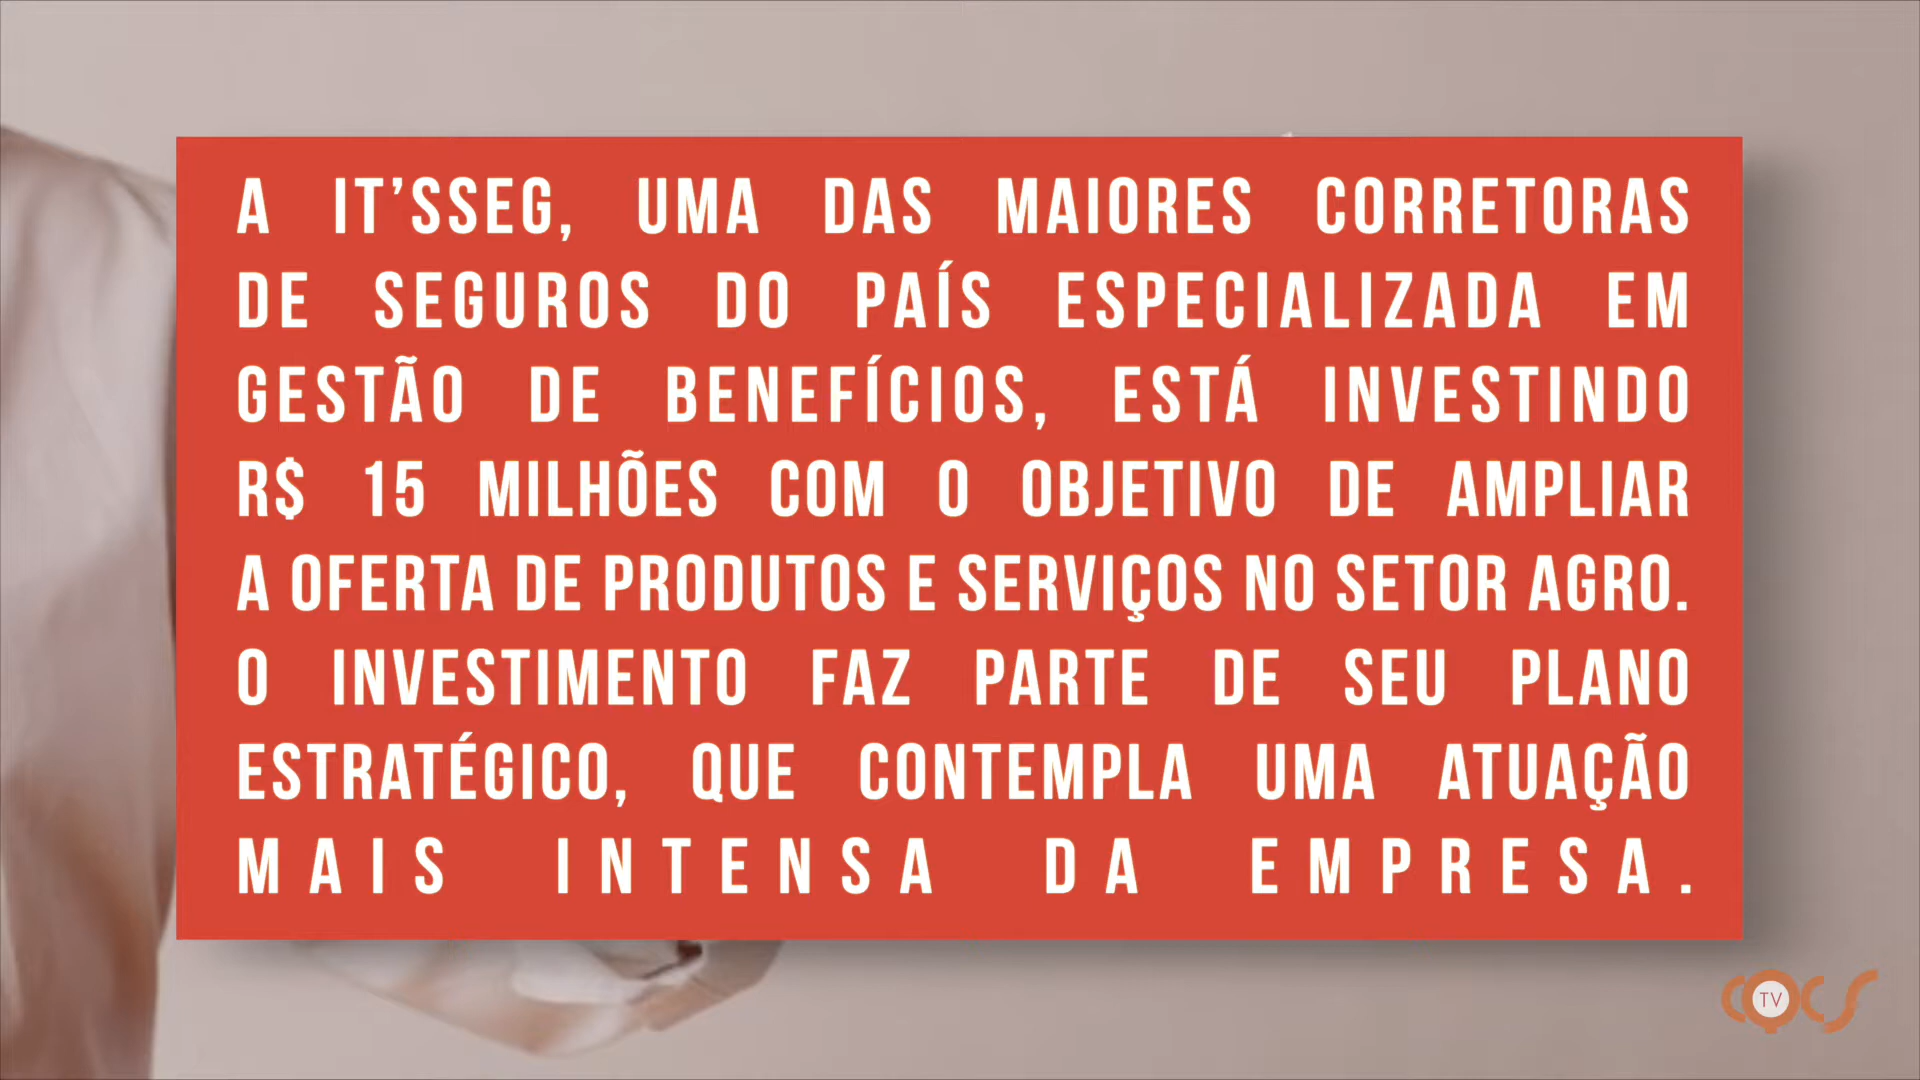 A IT’SSEG, UMA DAS MAIORES CORRETORAS
DE SEGUROS DO PAÍS ESPECIALIZADA EM
GESTÃO DE BENEFÍCIOS, ESTÁ INVESTINDO
R$ 15 MILHÕES COM O OBJETIVO DE AMPLIAR
A OFERTA DE PRODUTOS E SERVIÇOS NO SETOR AGRO.
O INVESTIMENTO FAZ PARTE DE SEU PLANO
ESTRATÉGICO, QUE CONTEMPLA UMA ATUAÇÃO
MAIS INTENSA DA EMPRESA.
CQCS
TV